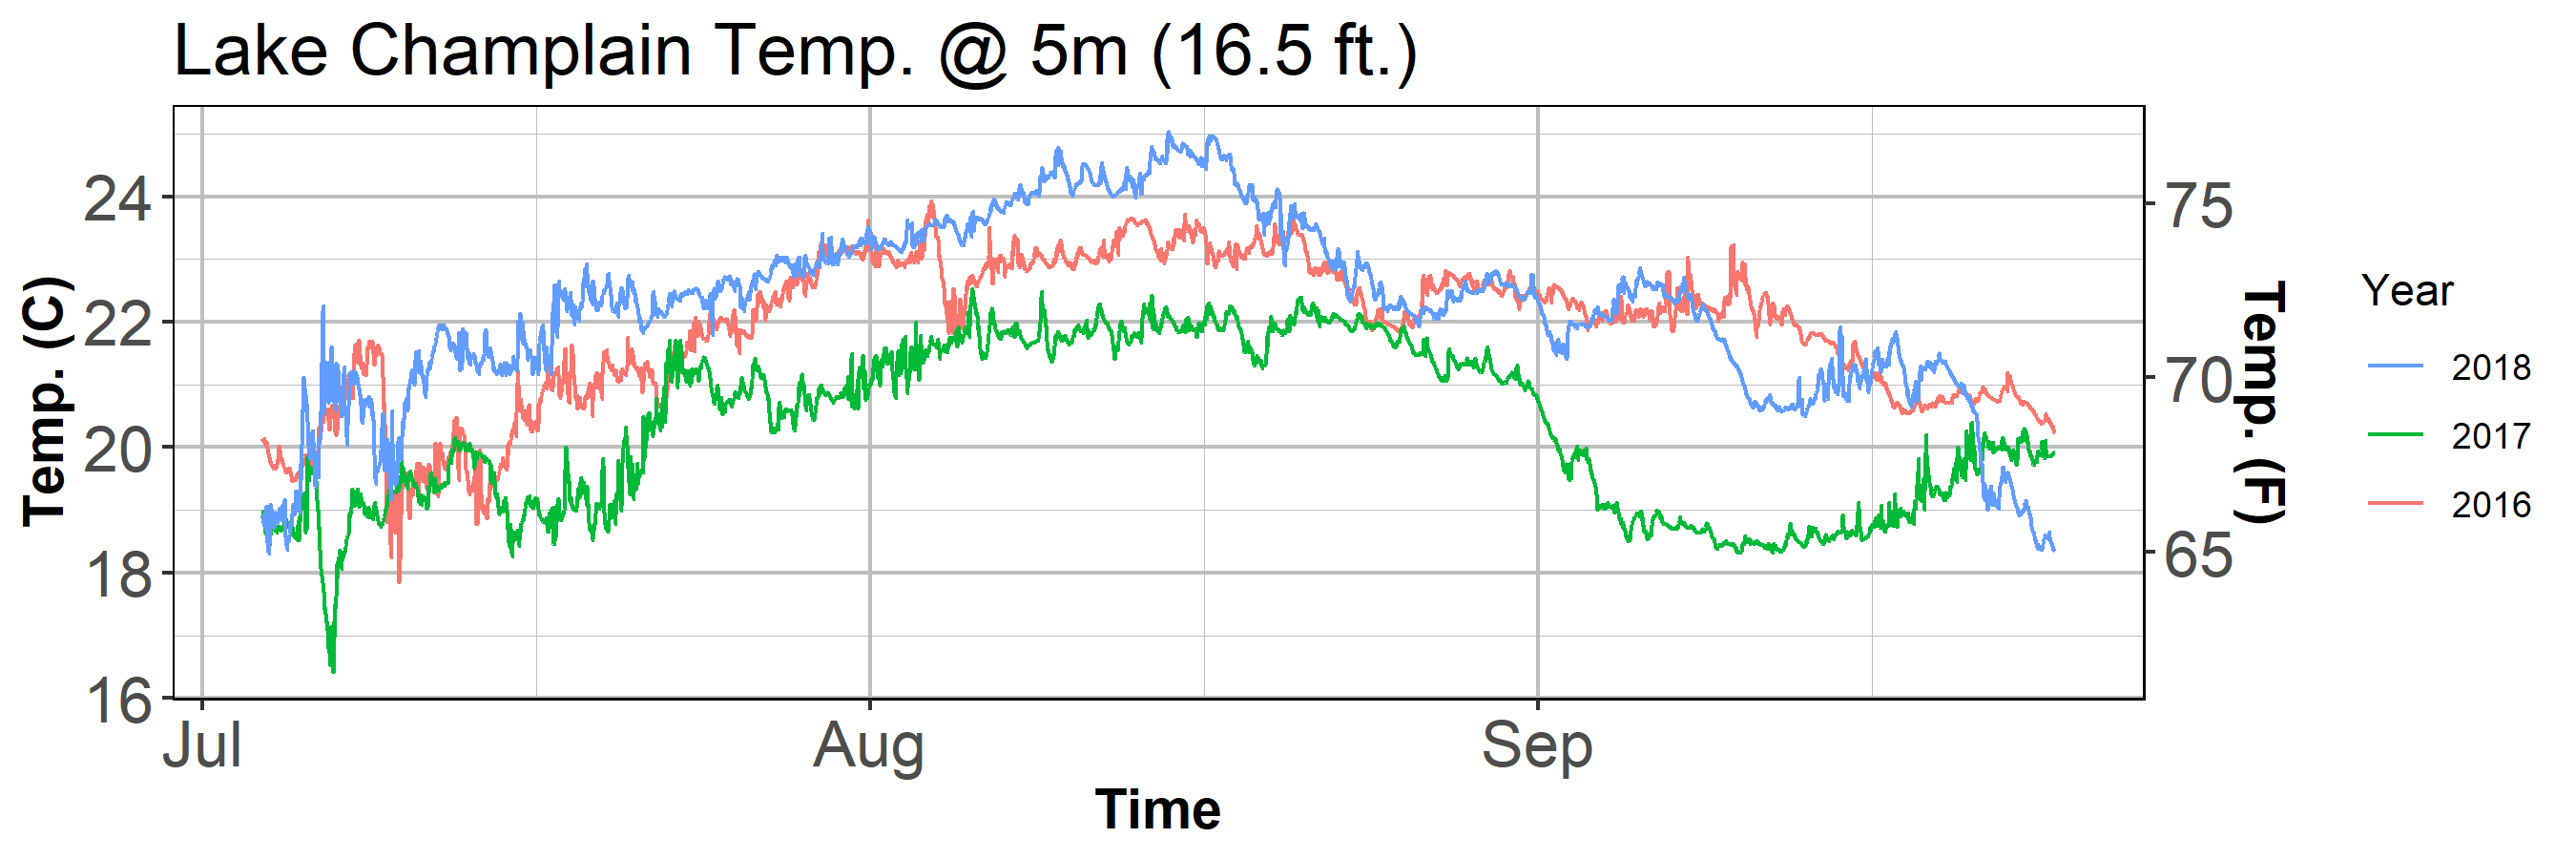 Lake Champlain Temp. @ 5m (16.5 ft.)
Temp. (C)
24
22
20
18
16
Jul
Aug
Sep
Time
75
70
65
Temp. (F)
Year
2018
2017
2016